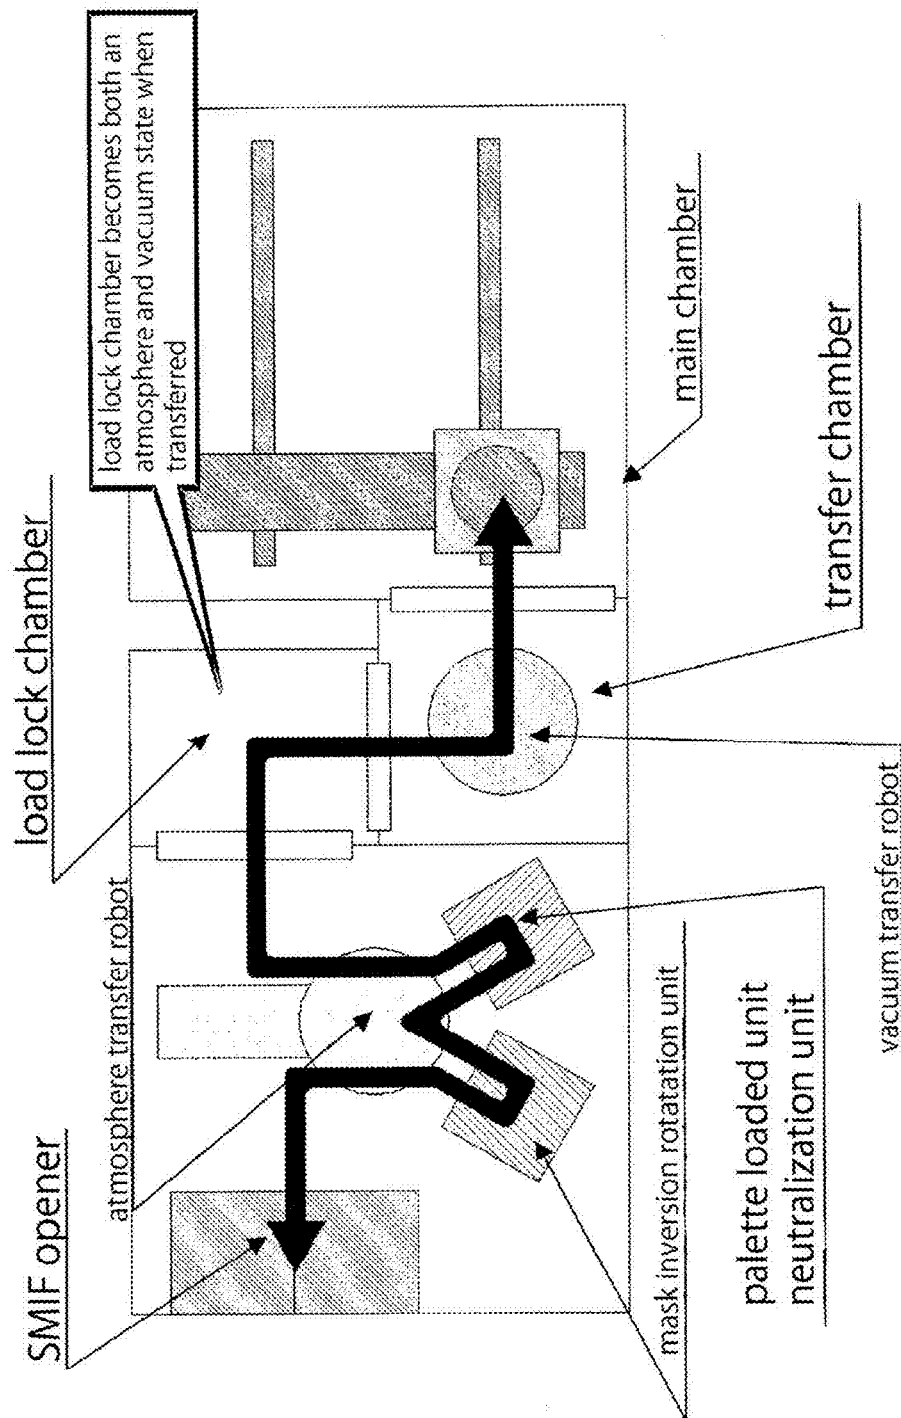 load lock chamber becomes both an
atmosphere and vacuum state when
transferred
load lock chamber
main chamber
transfer chamber
atmosphere transfer robot
SMIF opener
vacuum transfer robot
mask inversion rotatation unit
palette loaded unit
neutralization unit